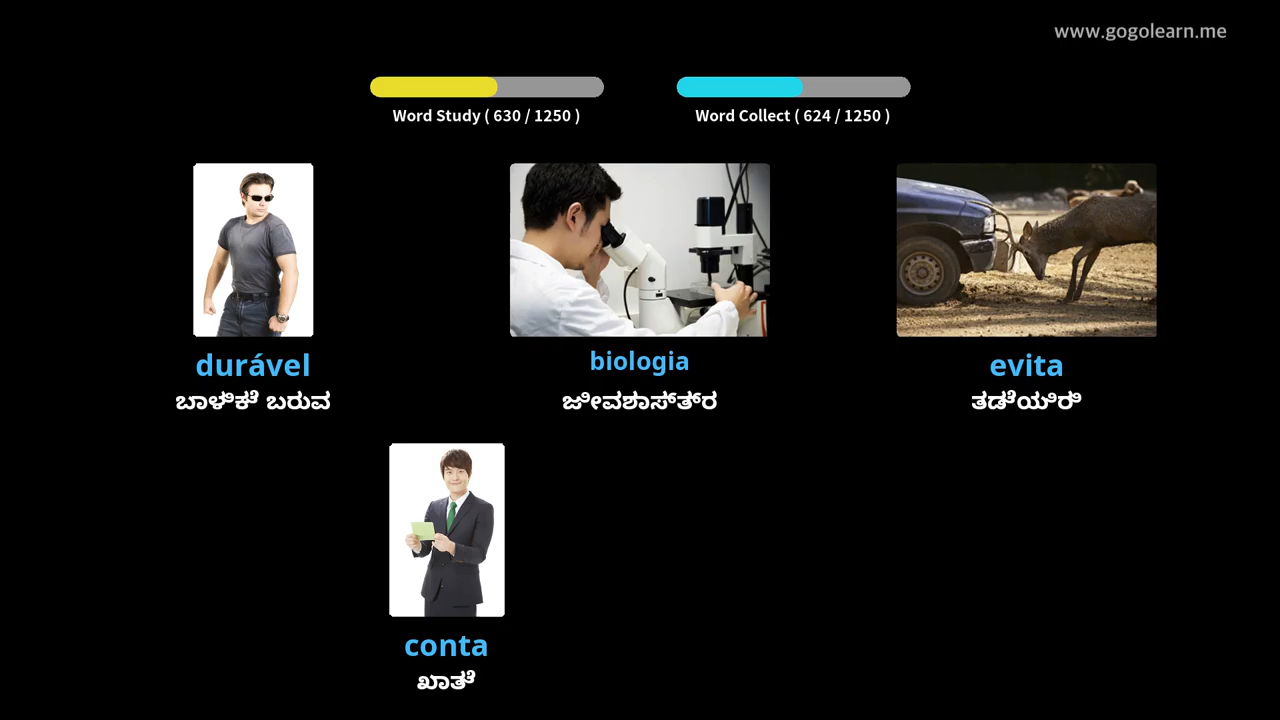 www.gogolearn.me
Word Study ( 630 / 1250 )
Word Collect ( 624 / 1250 )
durável
ಬಾಳಿಕೆ ಬರುವ
biologia
ಜೀವಶಾಸ್ತ್ರ
evita
ತಡೆಯಿರಿ
conta
ಖಾತೆ